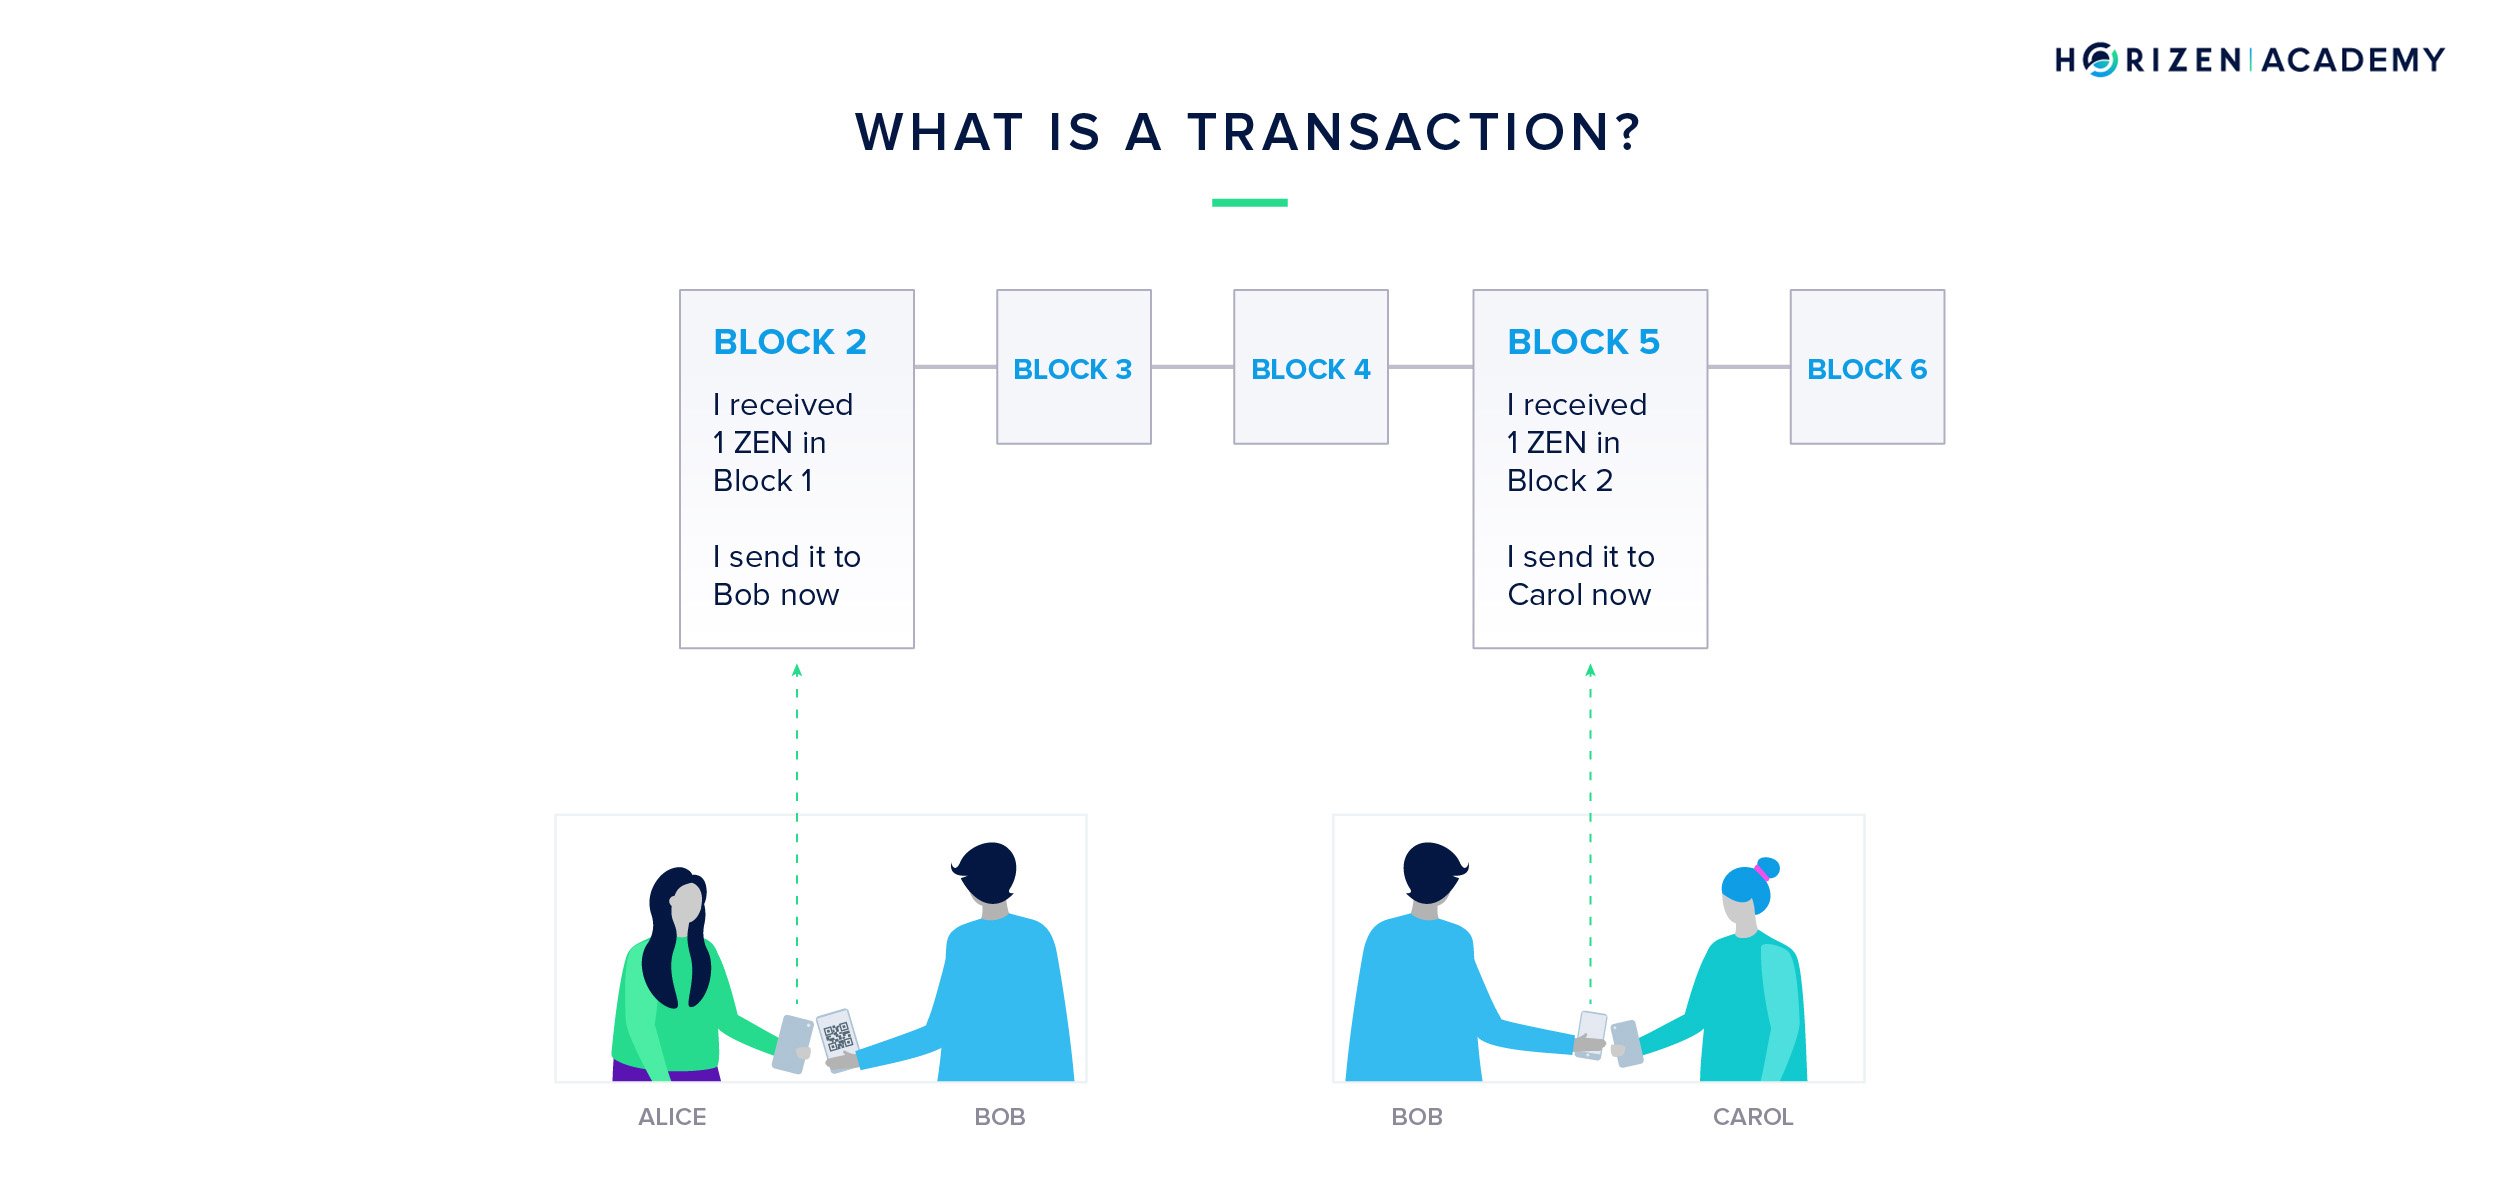 HORIZEN | ACADEMY
WHAT IS A TRANSACTION?
BLOCK 2
I received
1 ZEN in
Block 1
I send it to
Bob now
BLOCK 3
BLOCK 4
BLOCK 5
I received
1 ZEN in
Block 2
I send it to
Carol now
BLOCK 6
ALICE
BOB
BOB
CAROL